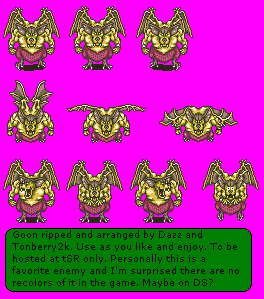 Goon ripped and arranged by Dazz and
Tonberry2k. Use as you like and enjoy. To be
hosted at tSR only. Personally this is a
favorite enemy and I'm surprised there are
no recolors of it in the game. Maybe on DS?